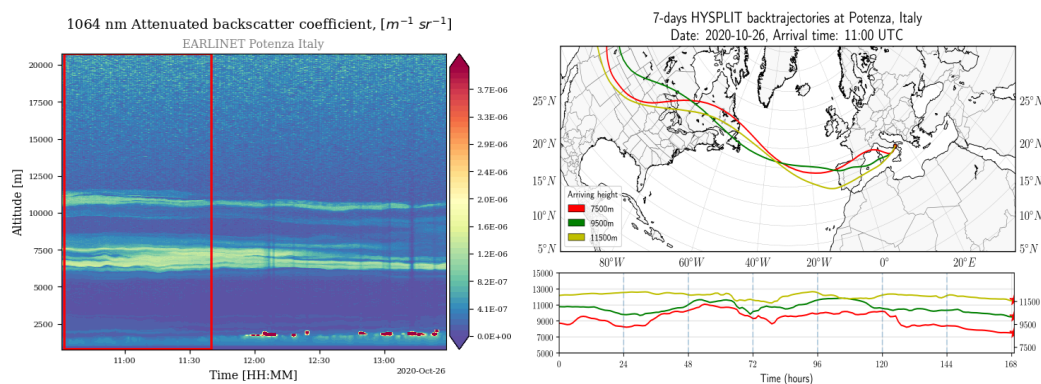 1064 nm Attenuated backscatter coefficient, [m⁻¹ sr⁻¹]
EARLINET Potenza Italy
20000
17500
15000
12500
10000
7500
5000
2500
Altitude [m]
11:00
11:30
12:00
12:30
13:00
Time [HH:MM]
2020-Oct-26
3.7E-06
3.3E-06
2.9E-06
2.4E-06
2.0E-06
1.6E-06
1.2E-06
8.2E-07
4.1E-07
0.0E+00
7-days HYSPLIT backtrajectories at Potenza, Italy
Date: 2020-10-26, Arrival time: 11:00 UTC
25°N
20°N
15°N
10°N
5°N
25°N
20°N
15°N
10°N
5°N
80°W
60°W
40°W
20°W
0°
20°E
Arriving height
7500m
9500m
11500m
15000
13000
11000
9000
7000
5000
11500
9500
7500
0
24
48
72
96
120
144
168
Time (hours)